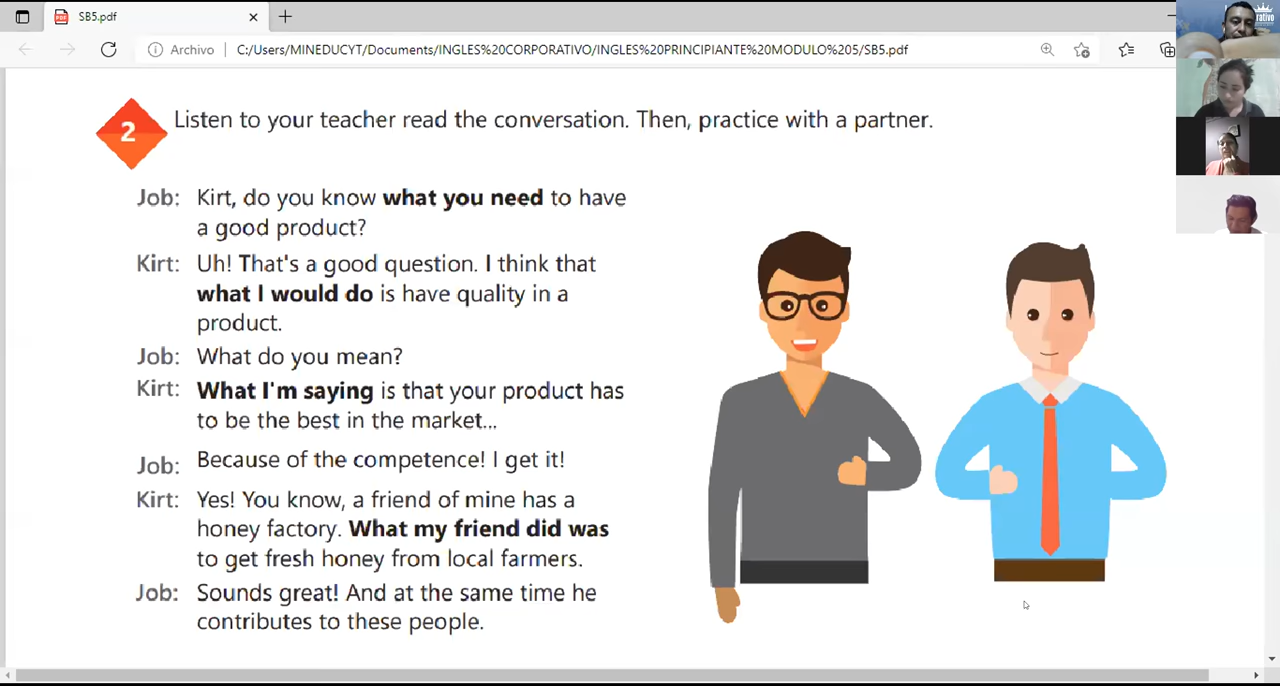 SB5.pdf
Archivo
C:/Users/MINEDUCYT/Documents/INGLES%20CORPORATIVO/INGLES%20PRINCIPIANTE%20MODULO%205/SB5.pdf
2
Listen to your teacher read the conversation. Then, practice with a partner.
Job: Kirt, do you know what you need to have
a good product?
Kirt: Uh! That's a good question. I think that
what I would do is have quality in a
product.
Job: What do you mean?
Kirt: What I'm saying is that your product has
to be the best in the market...
Job: Because of the competence! I get it!
Kirt: Yes! You know, a friend of mine has a
honey factory. What my friend did was
to get fresh honey from local farmers.
Job: Sounds great! And at the same time he
contributes to these people.